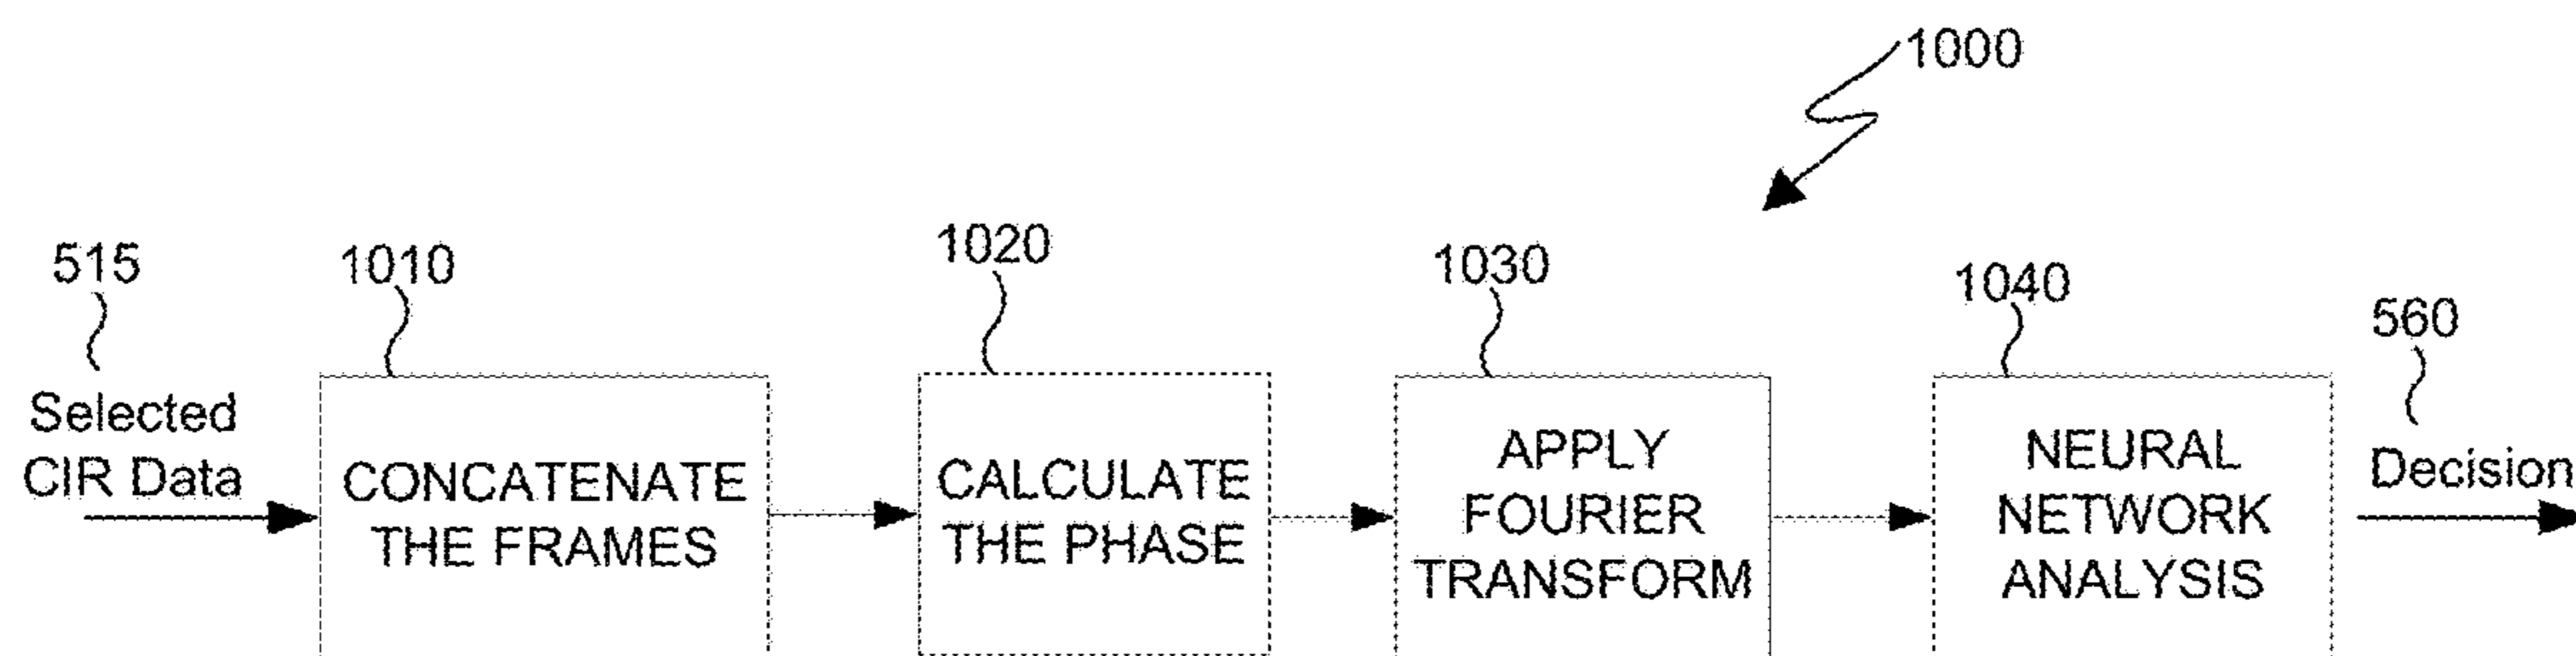 1000
515
1010
1020
1030
1040
560
Selected
CIR Data
CONCATENATE
THE FRAMES
CALCULATE
THE PHASE
APPLY
FOURIER
TRANSFORM
NEURAL
NETWORK
ANALYSIS
Decision